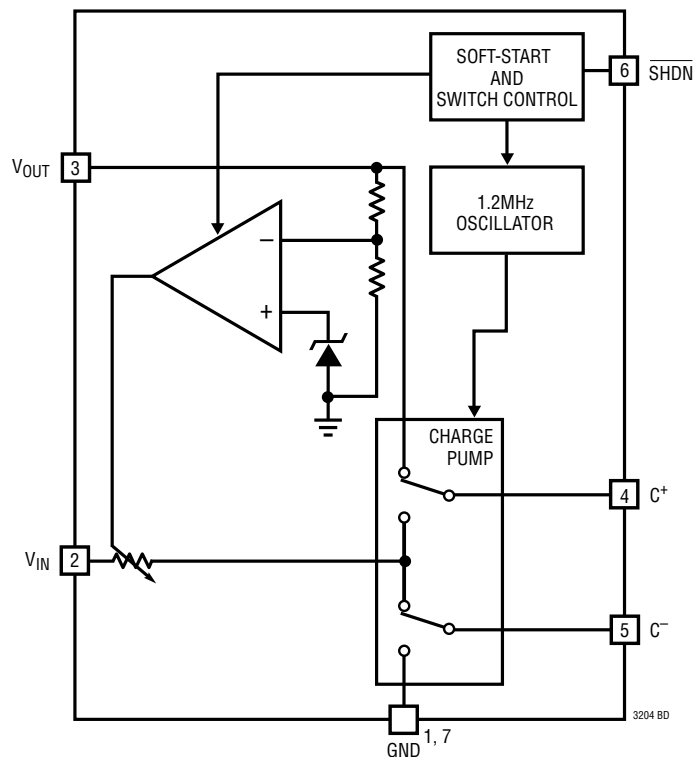 SOFT-START
AND
SWITCH CONTROL
6
SHDN
VOUT
3
1.2MHz
OSCILLATOR
–
+
CHARGE
PUMP
4
C+
VIN
2
5
C–
3204 BD
1, 7
GND